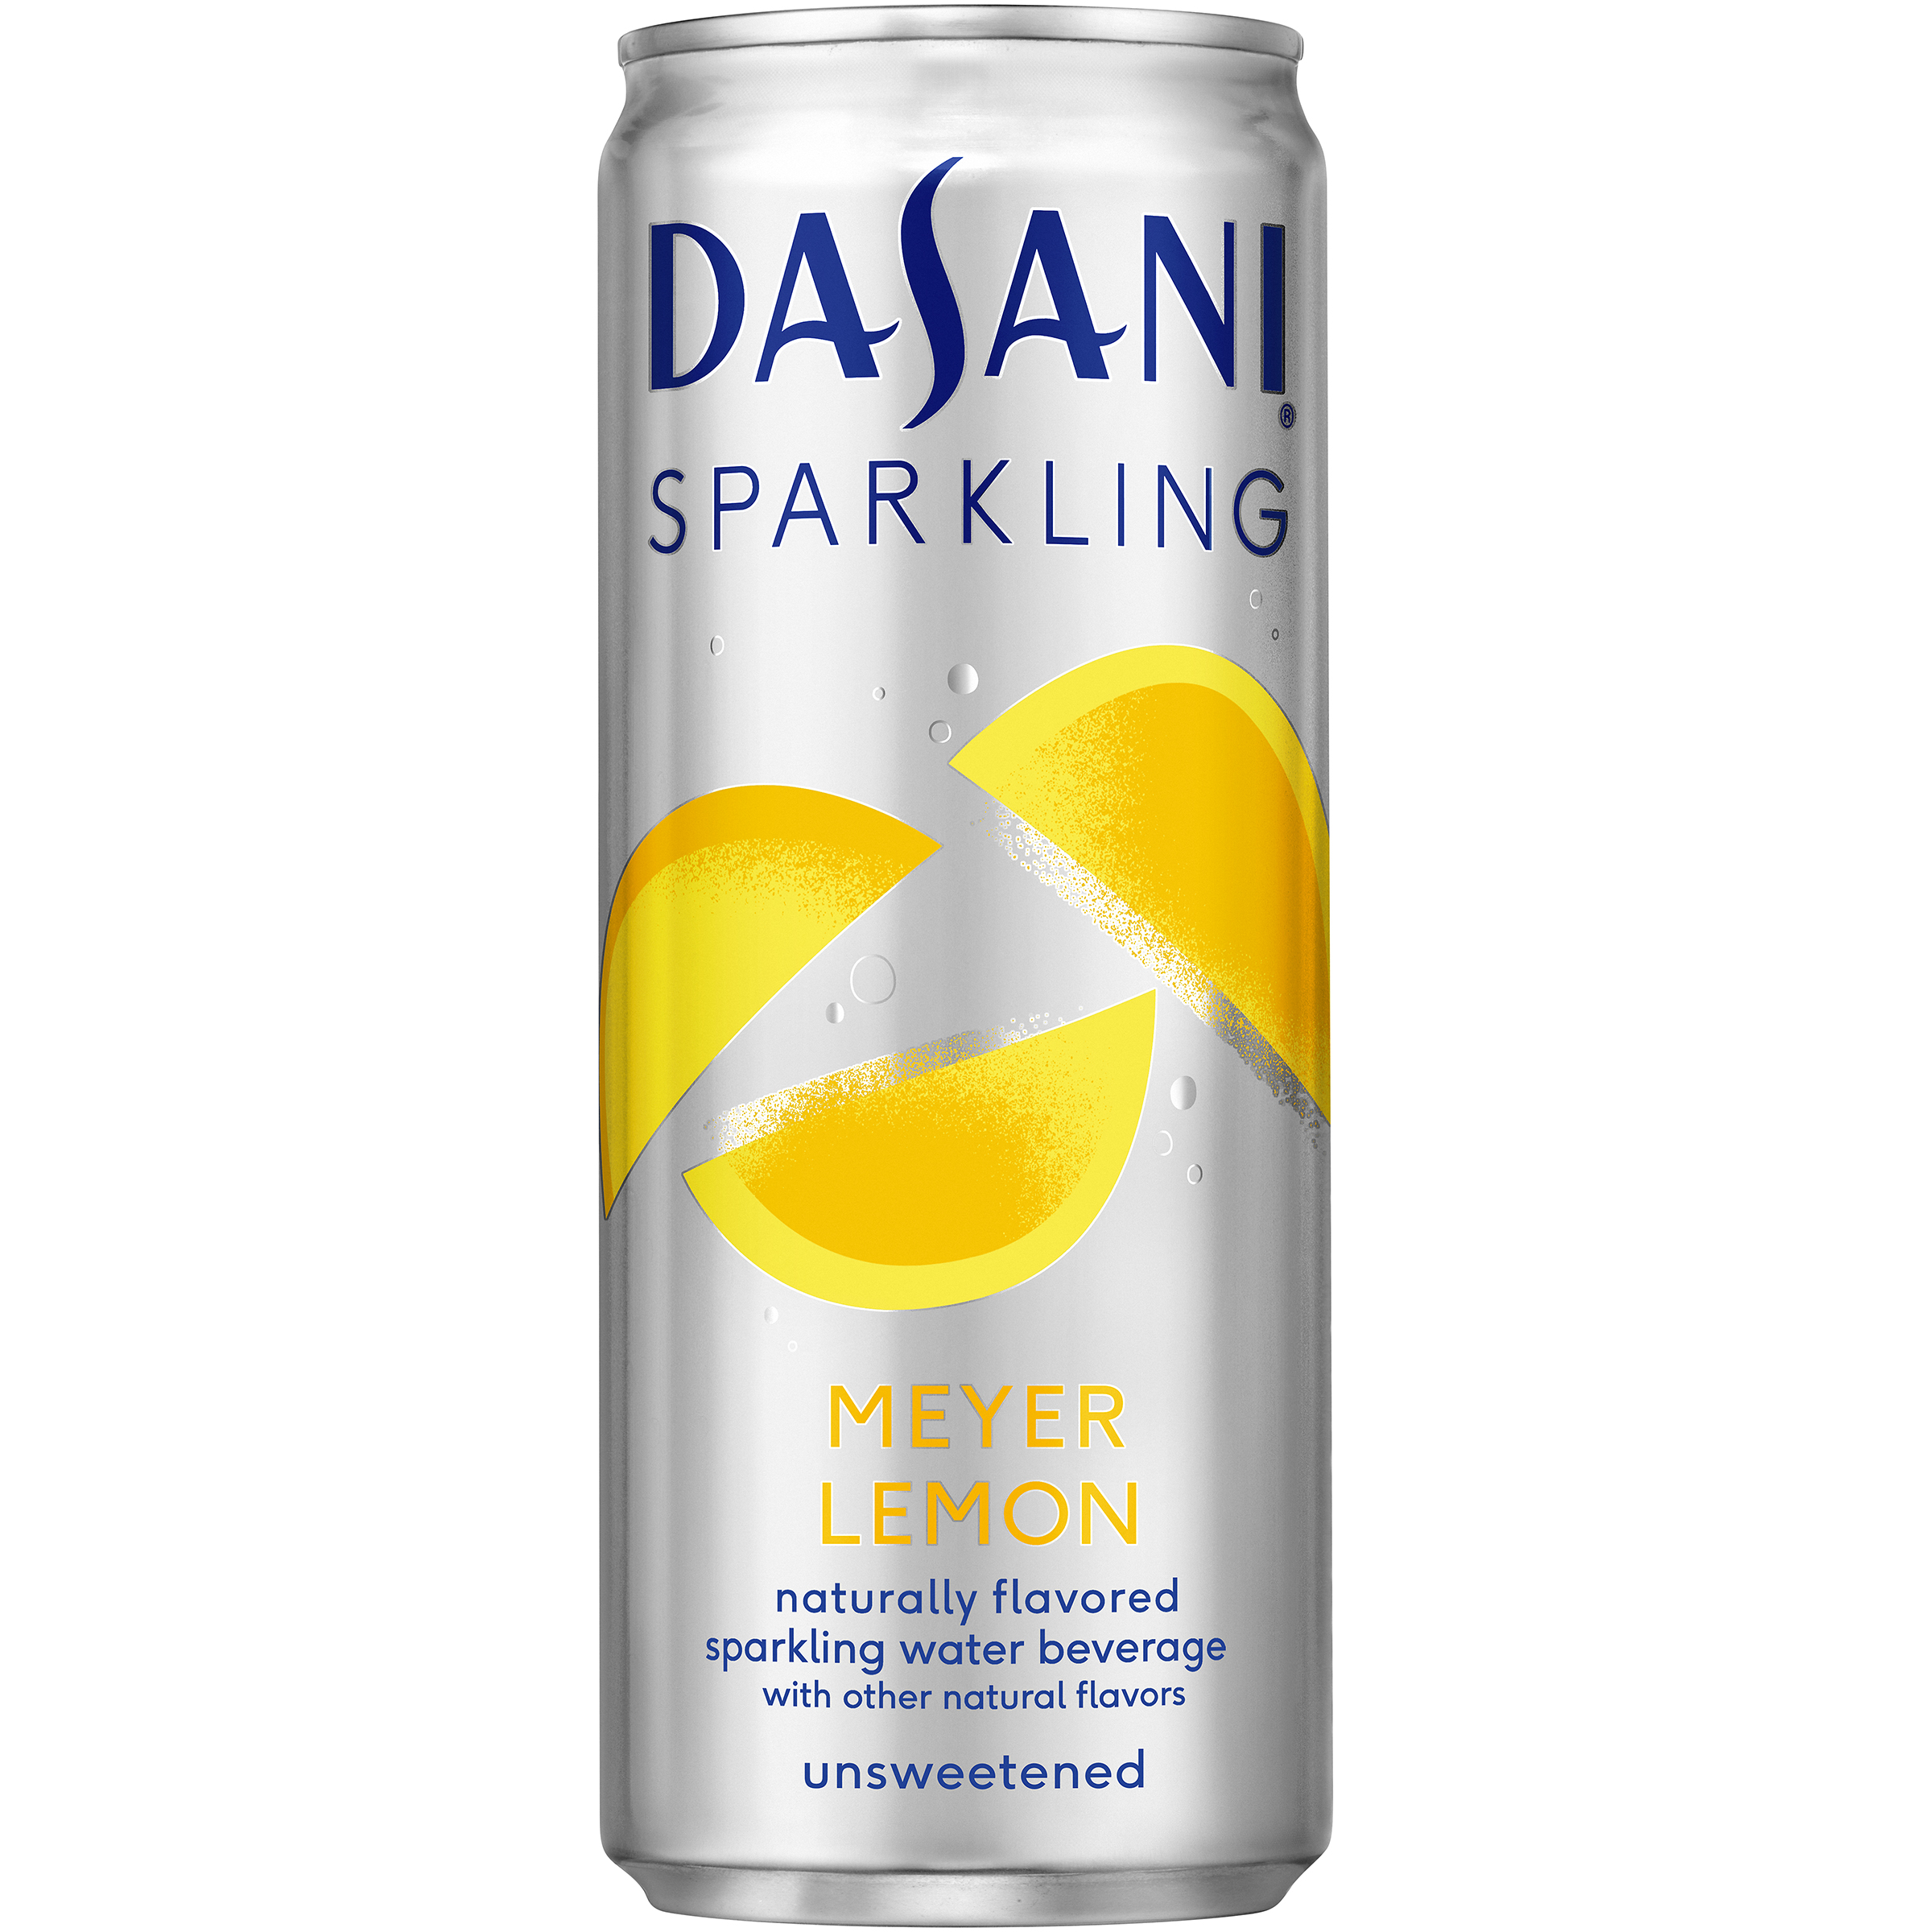 DASANI®
SPARKLING
MEYER
LEMON
naturally flavored
sparkling water beverage
with other natural flavors
unsweetened